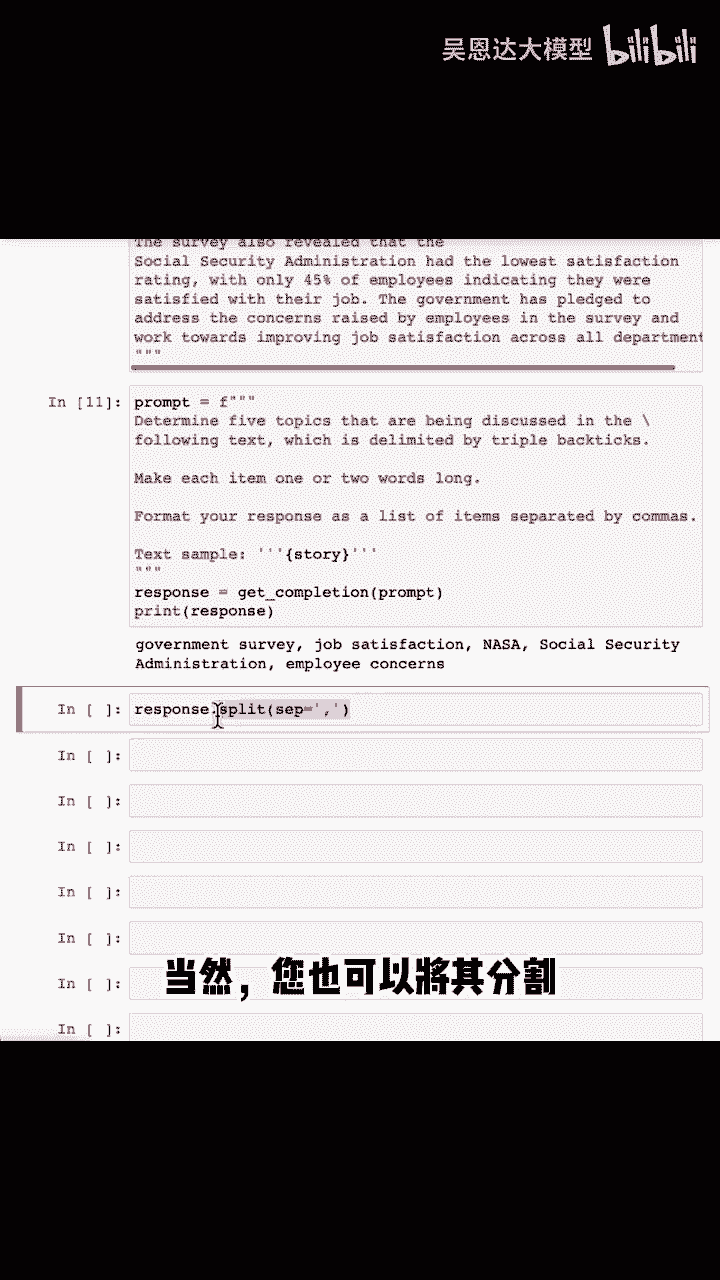 吴恩达大模型 bilibili
The survey also revealed that the
Social Security Administration had the lowest satisfaction
rating, with only 45% of employees indicating they were
satisfied with their job. The government has pledged to
address the concerns raised by employees in the survey and
work towards improving job satisfaction across all department
"""
In [11]: prompt = f"""
Determine five topics that are being discussed in the \
following text, which is delimited by triple backticks.
Make each item one or two words long.
Format your response as a list of items separated by commas.
Text sample: '''{story}'''
"""
response = get_completion(prompt)
print(response)
government survey, job satisfaction, NASA, Social Security
Administration, employee concerns
In [ ]: response.split(sep=',')
In [ ]:
In [ ]:
In [ ]:
In [ ]:
In [ ]:
当然，您也可以將其分割
In [ ]:
In [ ]: